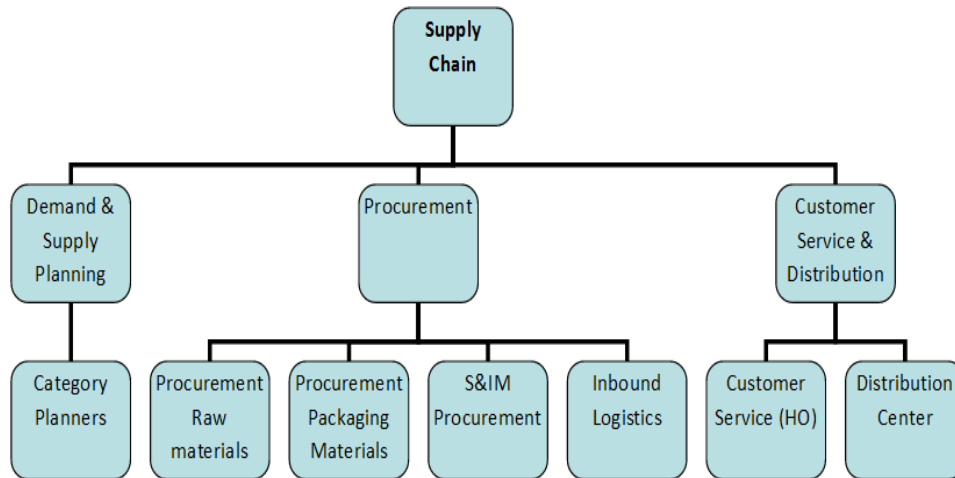 Supply
Chain
Demand &
Supply
Planning
Procurement
Customer
Service &
Distribution
Category
Planners
Procurement
Raw
materials
Procurement
Packaging
Materials
S&IM
Procurement
Inbound
Logistics
Customer
Service (HO)
Distribution
Center